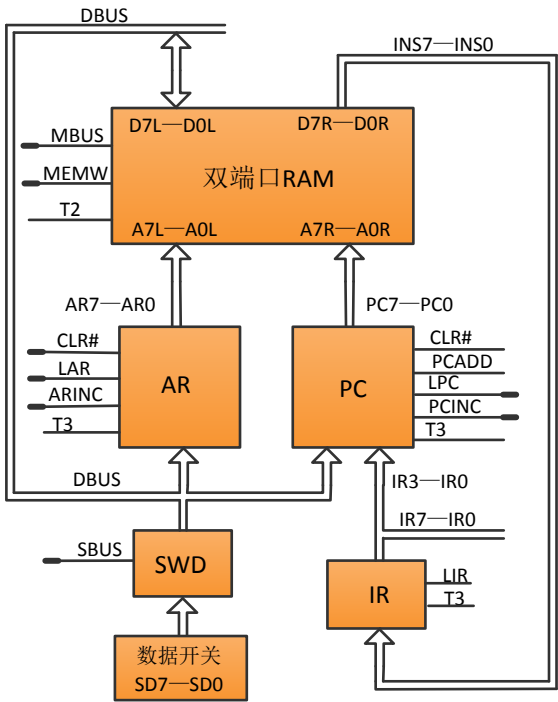 DBUS
INS7—INS0
D7L—D0L
D7R—D0R
MBUS
MEMW
双端口RAM
T2
A7L—A0L
A7R—A0R
AR7—AR0
PC7—PC0
CLR#
CLR#
LAR
PCADD
AR
PC
LPC
ARINC
PCINC
T3
T3
DBUS
IR3—IR0
IR7—IR0
SBUS
SWD
LIR
IR
T3
数据开关
SD7—SD0